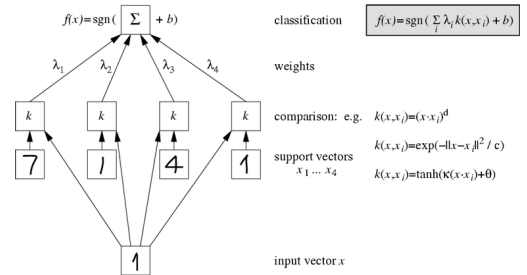 f(x)=sgn ( Σ + b) classification f(x)=sgn ( Σᵢ λᵢ k(x,xᵢ) + b)
λ₁ λ₂ λ₃ λ₄ weights
k k k k comparison: e.g. k(x,xᵢ)=(x·xᵢ)ᵈ
7 1 4 1 support vectors
x₁ ... x₄
k(x,xᵢ)=exp(−||x−xᵢ||² / c)
k(x,xᵢ)=tanh(κ(x·xᵢ)+θ)
1 input vector x